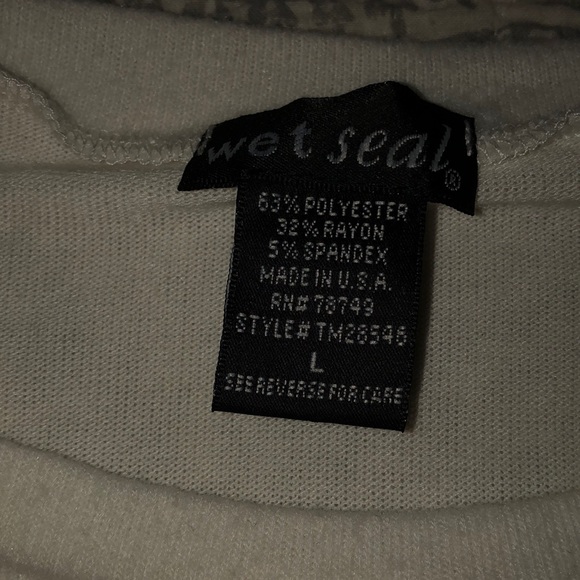 wet seal®
63% POLYESTER
32% RAYON
5% SPANDEX
MADE IN U.S.A.
RN# 78749
STYLE# TM28546
L
SEE REVERSE FOR CARE